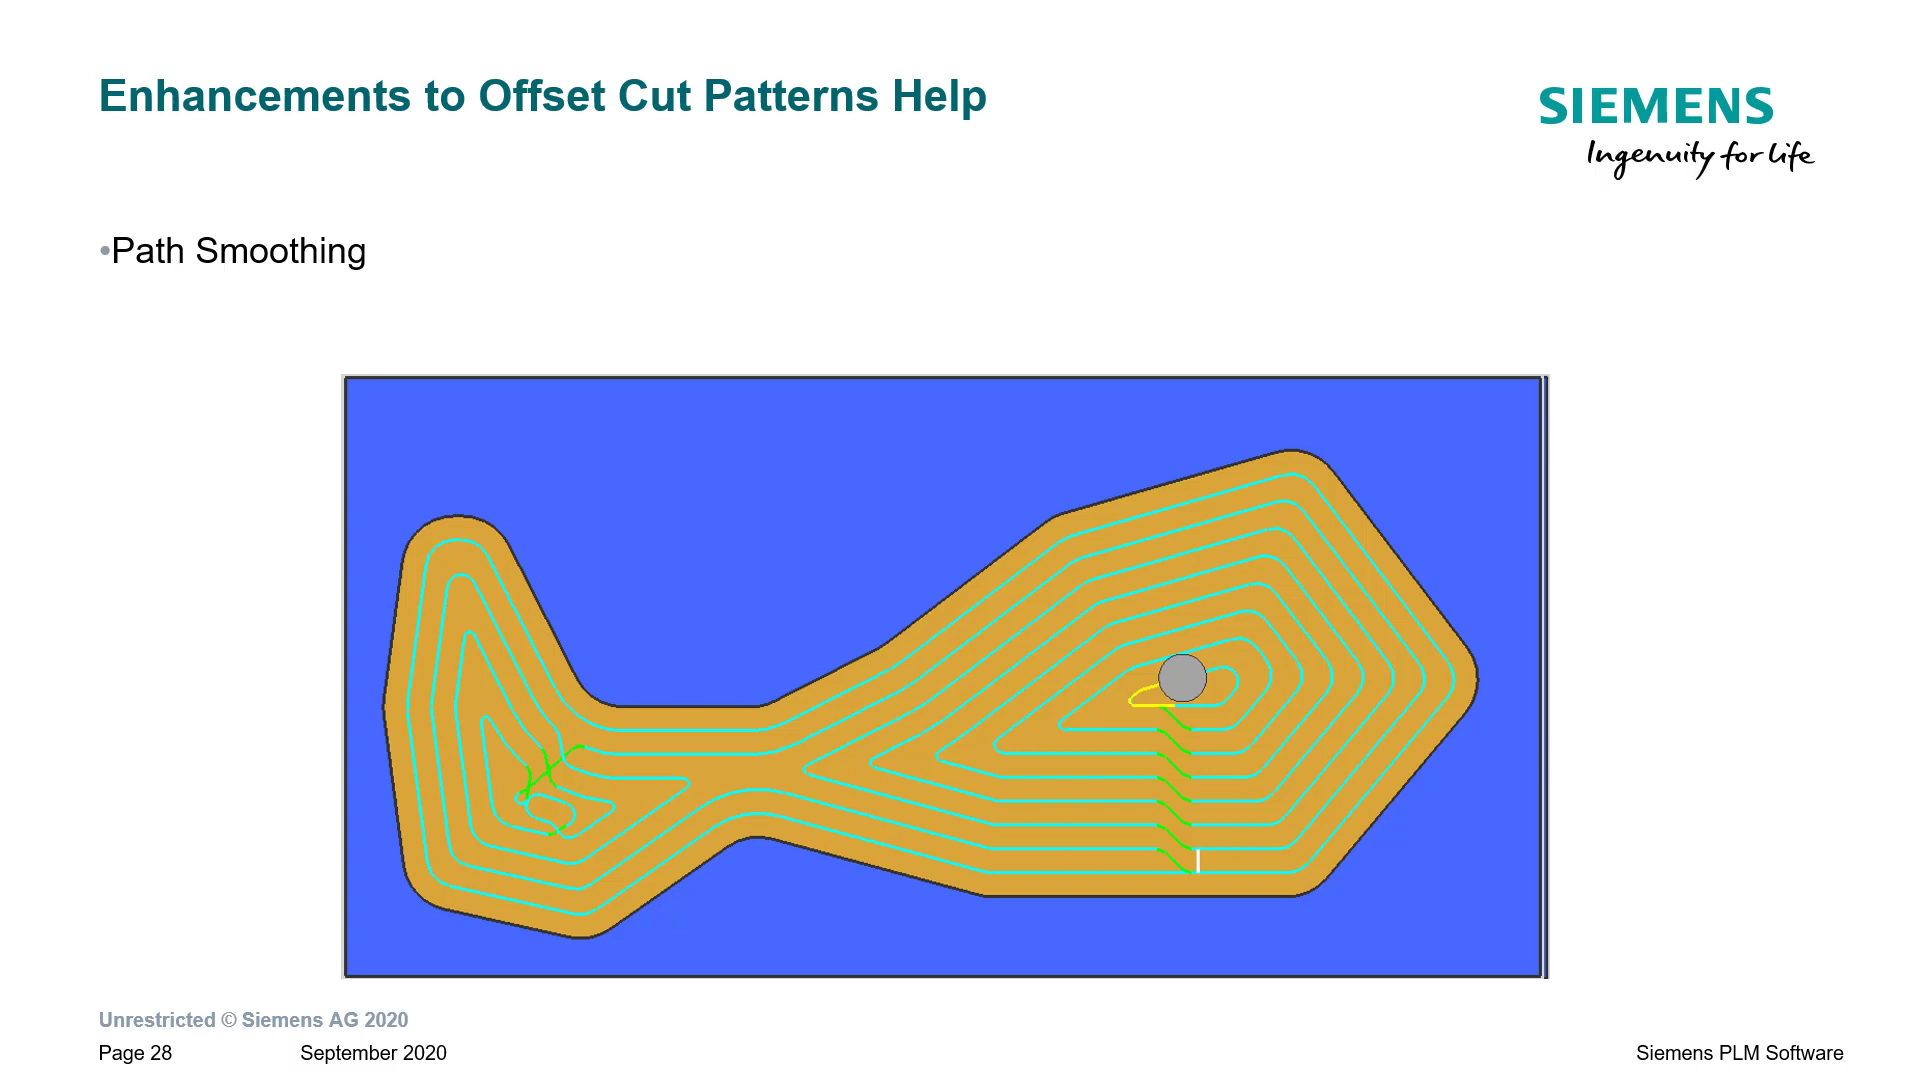 Enhancements to Offset Cut Patterns Help
SIEMENS
Ingenuity for life
•Path Smoothing
Unrestricted © Siemens AG 2020
Page 28 September 2020 Siemens PLM Software